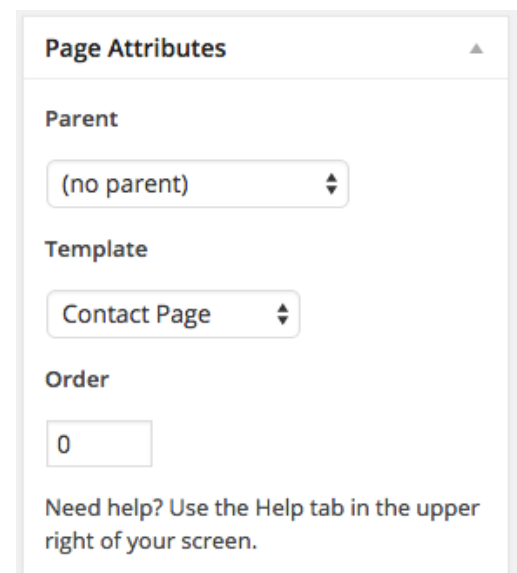 Page Attributes
Parent
(no parent)
Template
Contact Page
Order
0
Need help? Use the Help tab in the upper
right of your screen.